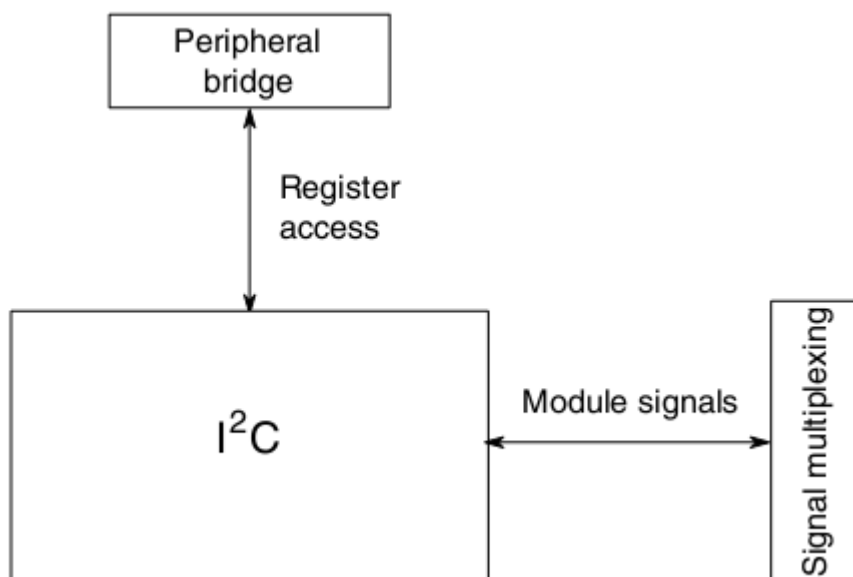 Peripheral
bridge
Register
access
I²C
Module signals
Signal multiplexing